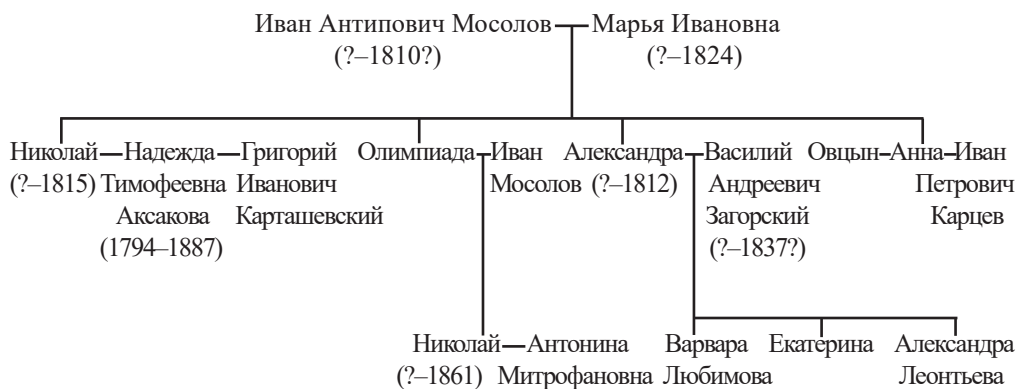 Иван Антипович Мосолов — Марья Ивановна
(?–1810?) (?–1824)
Николай — Надежда — Григорий Олимпиада — Иван Александра — Василий Овцын — Анна — Иван
(?–1815) Тимофеевна Иванович Мосолов (?–1812) Андреевич Петрович
Аксакова Карташевский Загорский Карцев
(1794–1887) (?–1837?)
Николай — Антонина Варвара Екатерина Александра
(?–1861) Митрофановна Любимова Леонтьева